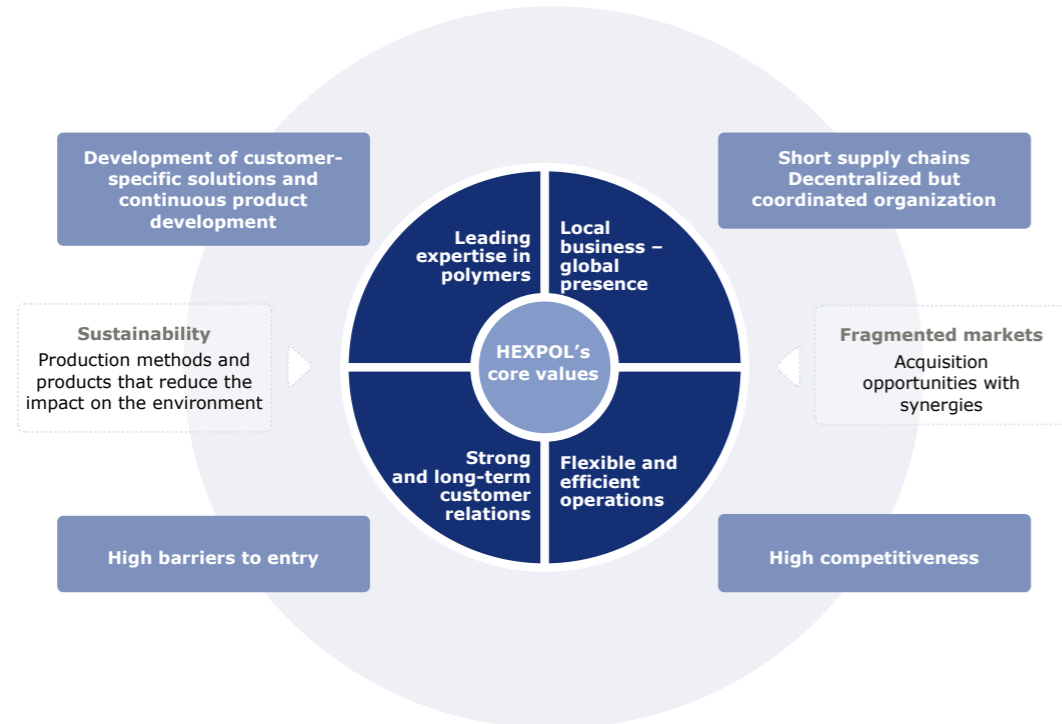 Development of customer-
specific solutions and
continuous product
development
Short supply chains
Decentralized but
coordinated organization
Leading
expertise in
polymers
Local
business –
global
presence
Sustainability
Production methods and
products that reduce the
impact on the environment
HEXPOL’s
core values
Fragmented markets
Acquisition
opportunities with
synergies
Strong
and long-term
customer
relations
Flexible and
efficient
operations
High barriers to entry
High competitiveness